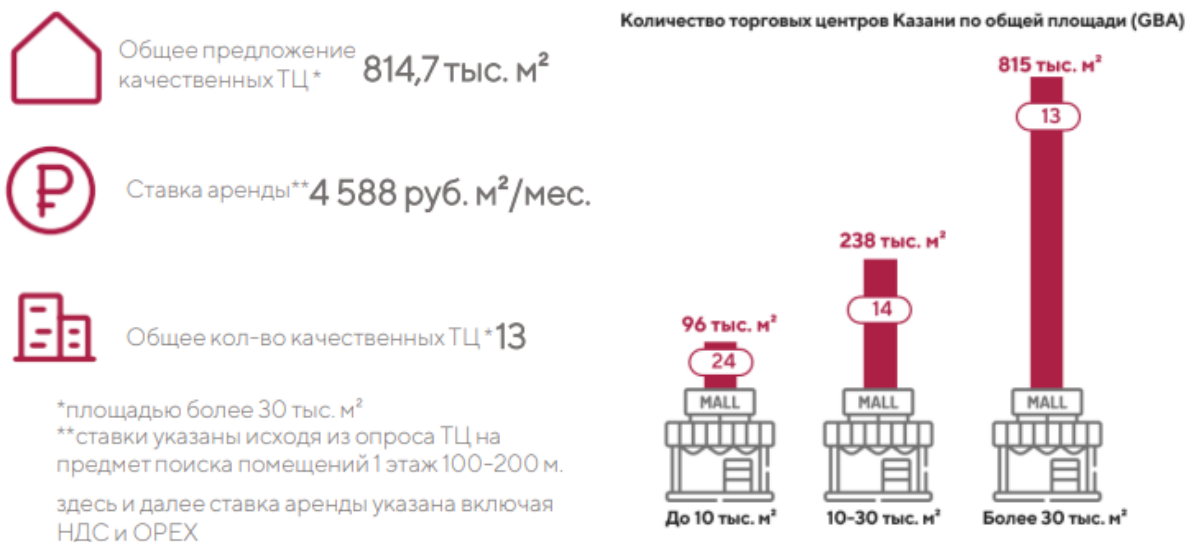 Общее предложение
качественных ТЦ* 814,7 тыс. м²
Ставка аренды** 4 588 руб. м²/мес.
Общее кол-во качественных ТЦ* 13
*площадью более 30 тыс. м²
**ставки указаны исходя из опроса ТЦ на
предмет поиска помещений 1 этаж 100-200 м.
здесь и далее ставка аренды указана включая
НДС и OPEX
Количество торговых центров Казани по общей площади (GBA)
815 тыс. м²
13
238 тыс. м²
14
96 тыс. м²
24
MALL
MALL
MALL
До 10 тыс. м²
10-30 тыс. м²
Более 30 тыс. м²